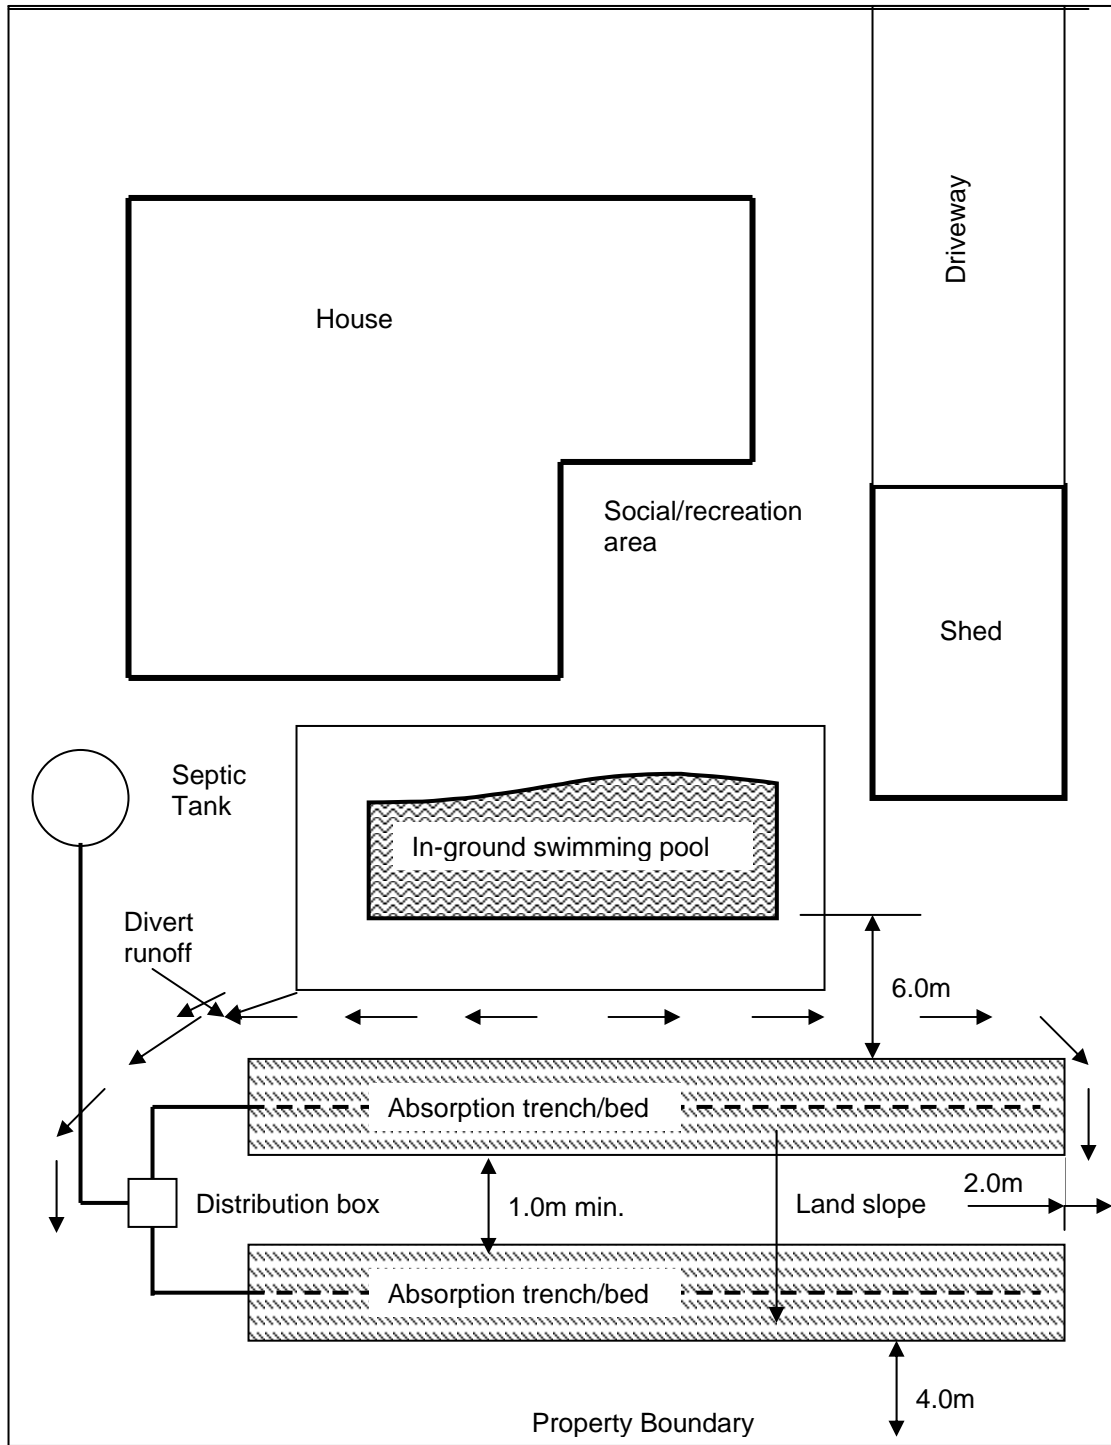 Driveway
House
Social/recreation
area
Shed
Septic
Tank
In-ground swimming pool
Divert
runoff
6.0m
Absorption trench/bed
2.0m
Distribution box
1.0m min.
Land slope
Absorption trench/bed
4.0m
Property Boundary